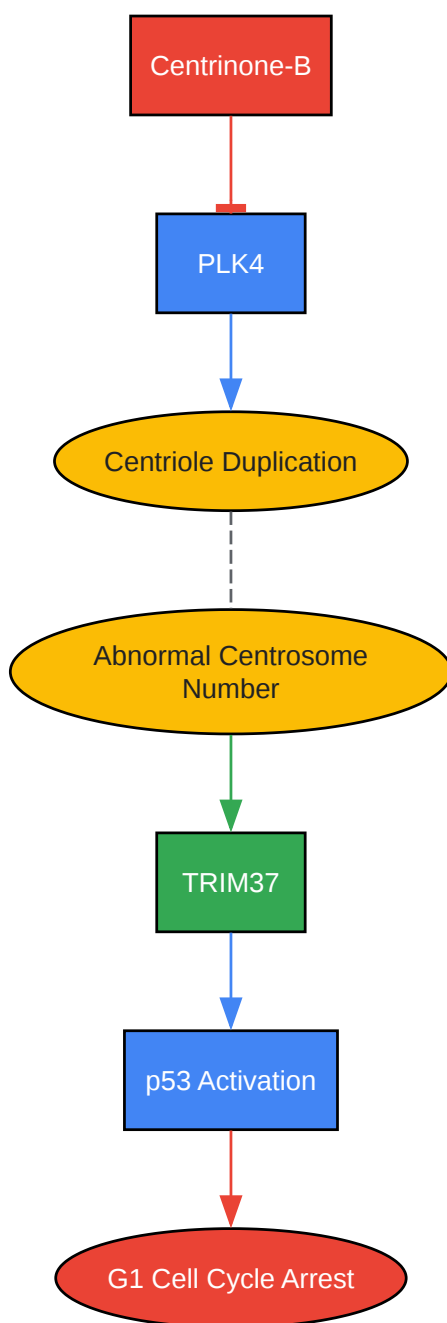 Centrinone-B
PLK4
Centriole Duplication
Abnormal Centrosome
Number
TRIM37
p53 Activation
G1 Cell Cycle Arrest